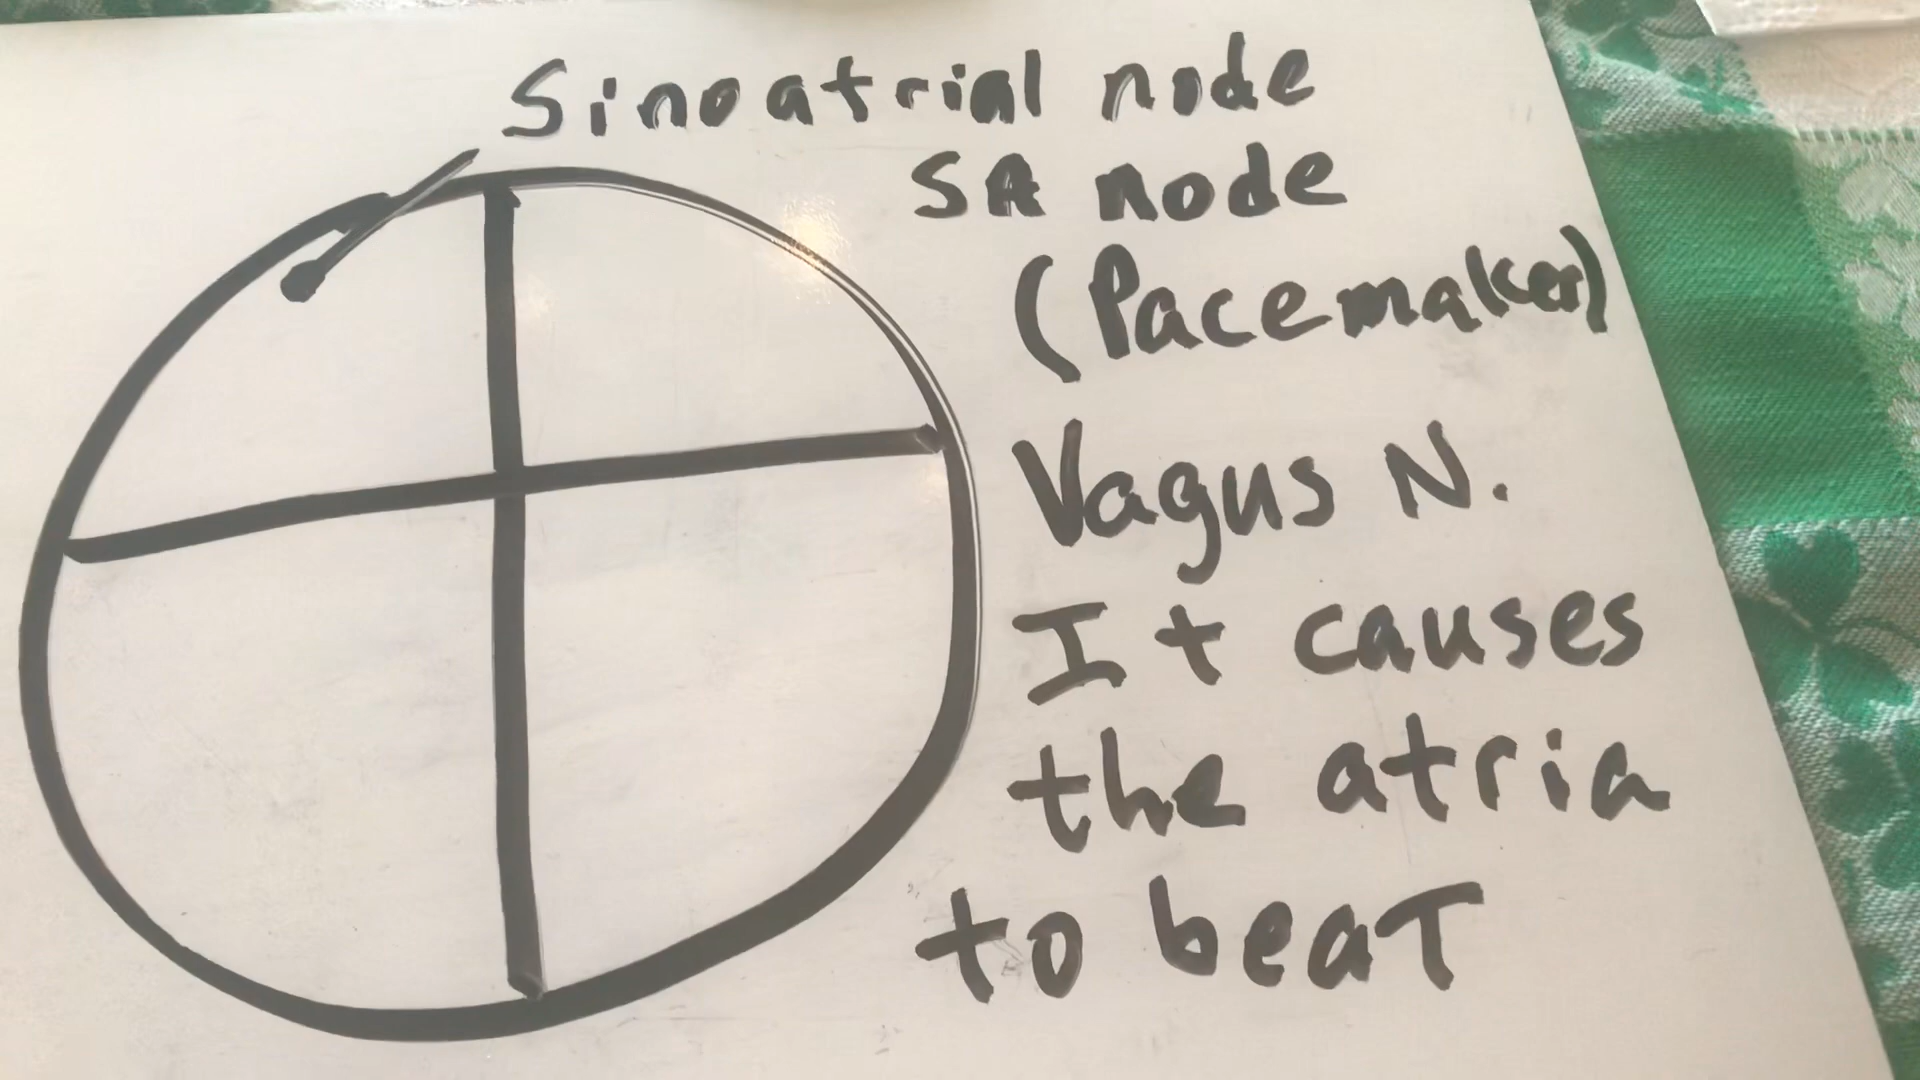 Sinoatrial node
SA node
(Pacemaker)
Vagus N.
It causes
the atria
to beat